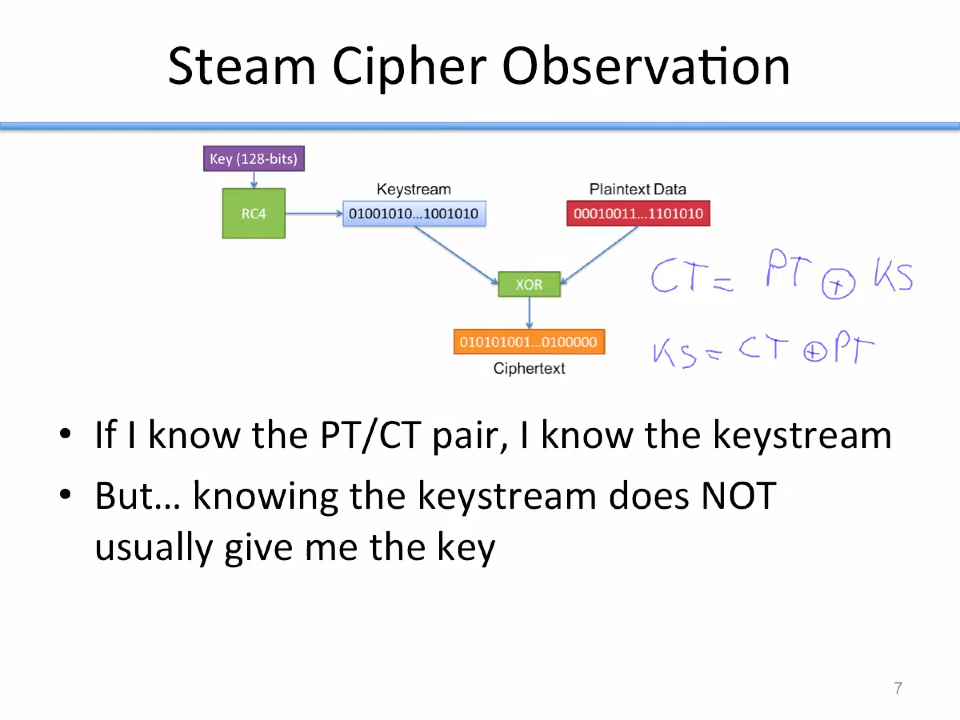 Steam Cipher Observation
Key (128-bits)
RC4
Keystream
01001010...1001010
Plaintext Data
00010011...1101010
XOR
010101001...0100000
Ciphertext
CT = PT ⊕ KS
KS = CT ⊕ PT
• If I know the PT/CT pair, I know the keystream
• But... knowing the keystream does NOT
usually give me the key
7